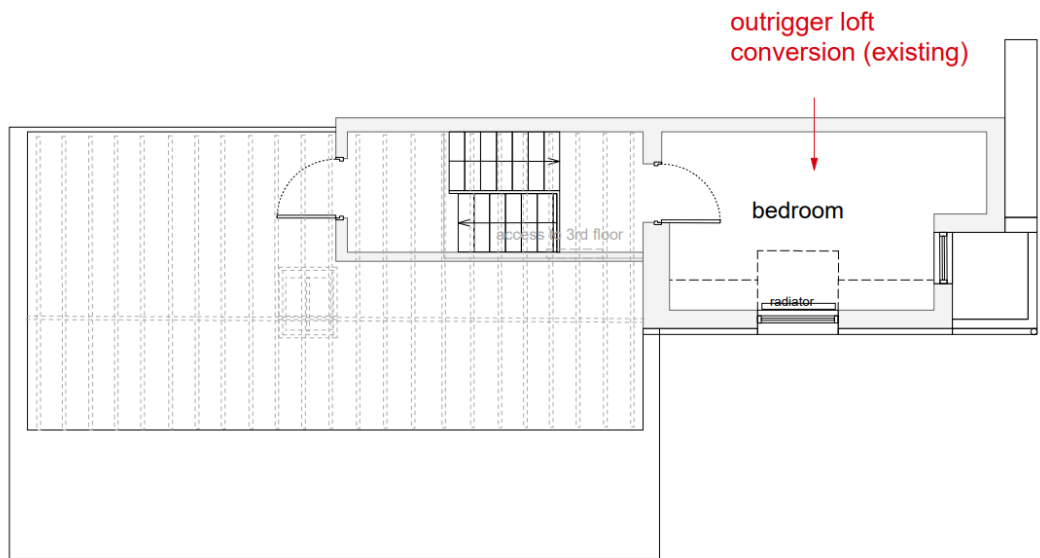 outrigger loft
conversion (existing)
bedroom
access to 3rd floor
radiator